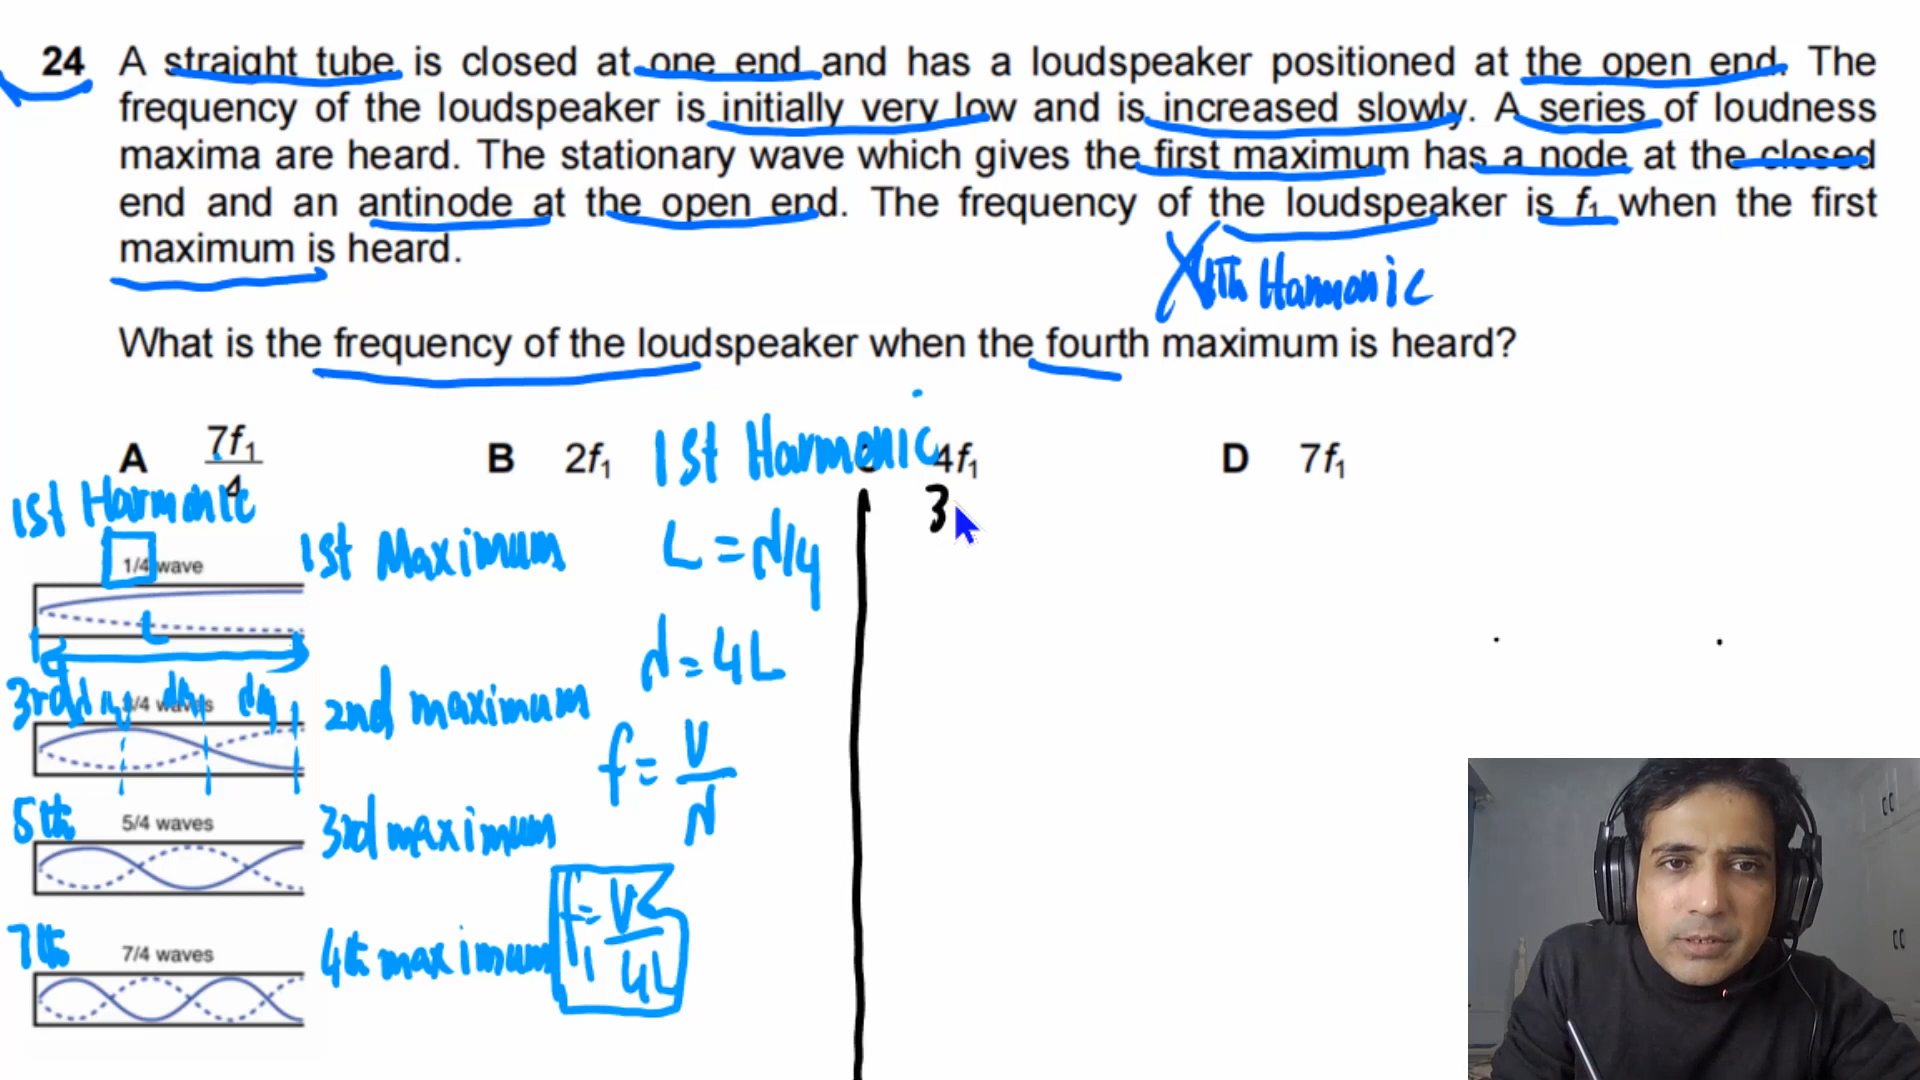 24 A straight tube is closed at one end and has a loudspeaker positioned at the open end. The
frequency of the loudspeaker is initially very low and is increased slowly. A series of loudness
maxima are heard. The stationary wave which gives the first maximum has a node at the closed
end and an antinode at the open end. The frequency of the loudspeaker is f₁ when the first
maximum is heard.
4th Harmonic
What is the frequency of the loudspeaker when the fourth maximum is heard?
A 7f₁/4 B 2f₁ 4f₁ D 7f₁
1st Harmonic
1st Harmonic
3
1/4 wave
1st Maximum
L = λ/4
L
λ = 4L
3rd λ/4 λ/4 λ/4
3/4 waves
2nd maximum
f = V/λ
5th
5/4 waves
3rd maximum
f₁ = V/4L
7th
7/4 waves
4th maximum